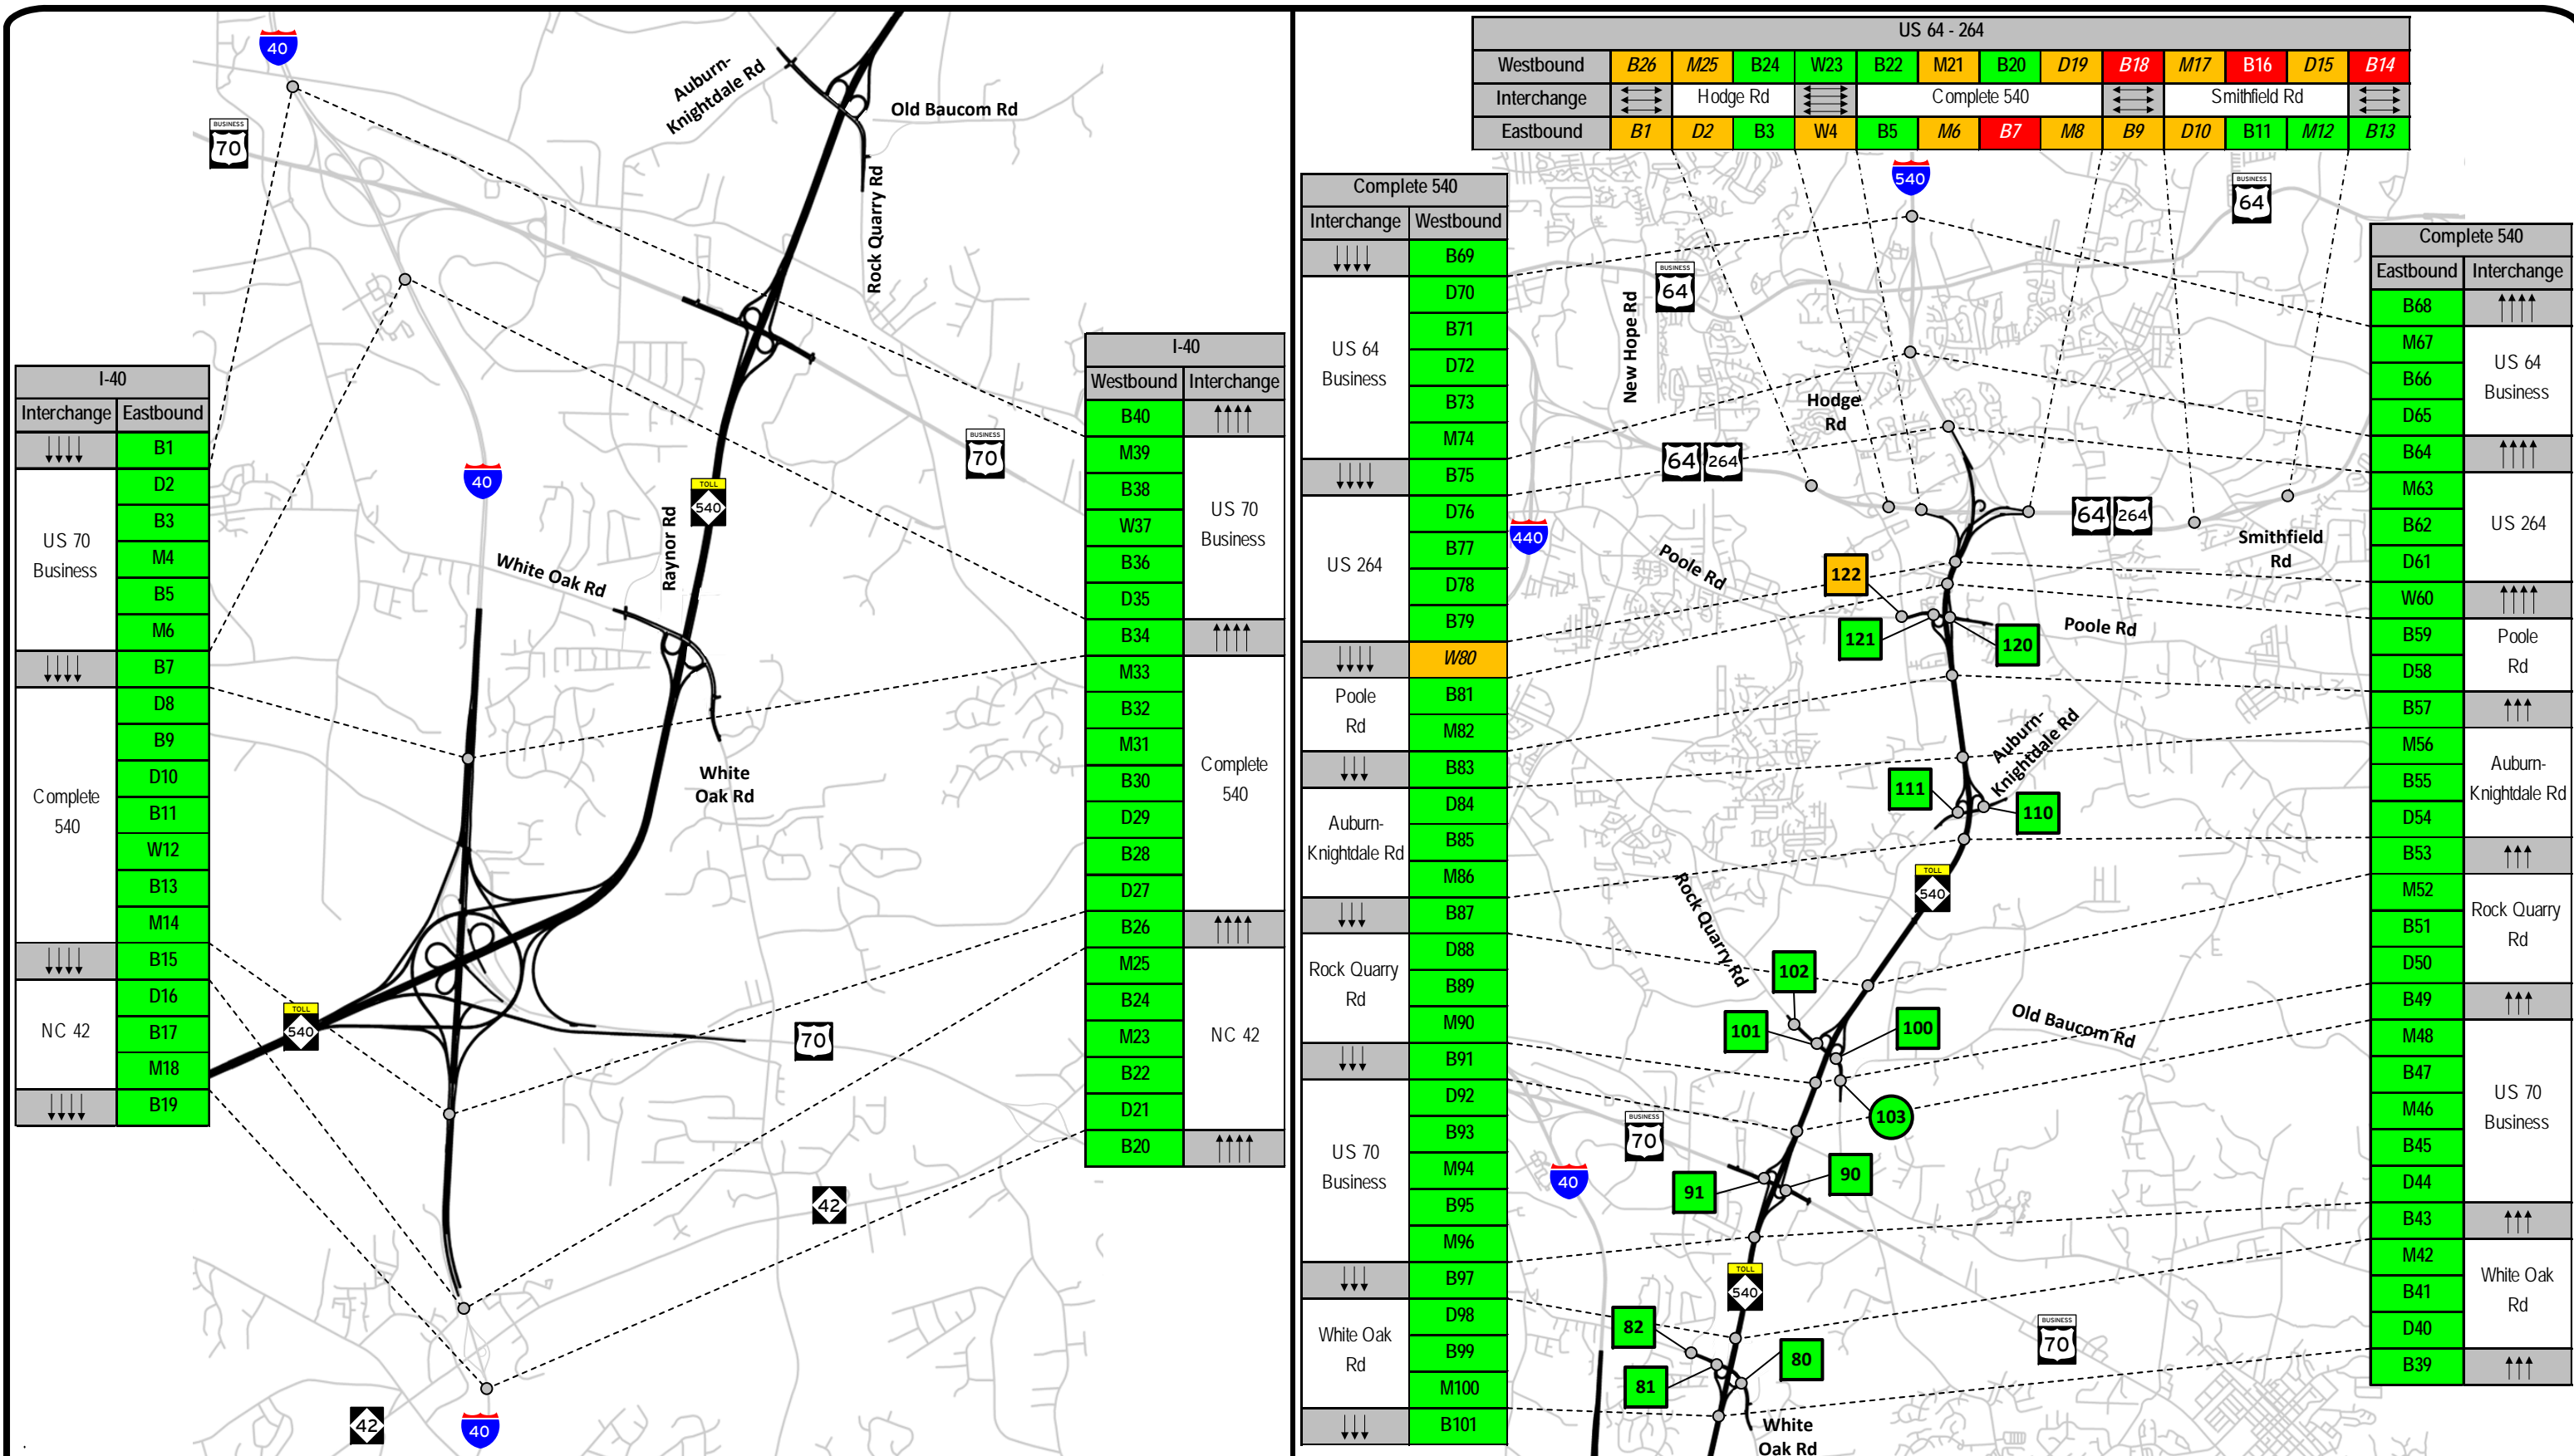 40
BUSINESS
70
Auburn-
Knightdale Rd
Old Baucom Rd
Rock Quarry Rd
BUSINESS
70
40
TOLL
540
Raynor Rd
White Oak Rd
White
Oak Rd
TOLL
540
70
42
42
40
I-40
Interchange Eastbound
B1
US 70
Business
D2
B3
M4
B5
M6
B7
Complete
540
D8
B9
D10
B11
W12
B13
M14
B15
NC 42
D16
B17
M18
B19
I-40
Westbound Interchange
B40
M39
B38
W37
B36
D35
US 70
Business
B34
M33
B32
M31
B30
D29
B28
D27
Complete
540
B26
M25
B24
M23
B22
D21
NC 42
B20
US 64 - 264
Westbound B26 M25 B24 W23 B22 M21 B20 D19 B18 M17 B16 D15 B14
Interchange Hodge Rd Complete 540 Smithfield Rd
Eastbound B1 D2 B3 W4 B5 M6 B7 M8 B9 D10 B11 M12 B13
Complete 540
Interchange Westbound
B69
US 64
Business
D70
B71
D72
B73
M74
B75
US 264
D76
B77
D78
B79
W80
Poole
Rd
B81
M82
B83
Auburn-
Knightdale Rd
D84
B85
M86
B87
Rock Quarry
Rd
D88
B89
M90
B91
US 70
Business
D92
B93
M94
B95
M96
B97
White Oak
Rd
D98
B99
M100
B101
540
BUSINESS
64
BUSINESS
64
New Hope Rd
Hodge
Rd
64 264
64 264
440
Smithfield
Rd
Poole Rd
122
121
120
Poole Rd
Auburn-
Knightdale Rd
111
110
TOLL
540
Rock Quarry Rd
102
101
100
Old Baucom Rd
103
BUSINESS
70
40
91
90
TOLL
540
82
80
81
BUSINESS
70
White
Oak Rd
Complete 540
Eastbound Interchange
B68
M67
B66
D65
US 64
Business
B64
M63
B62
D61
US 264
W60
B59
D58
Poole
Rd
B57
M56
B55
D54
Auburn-
Knightdale Rd
B53
M52
B51
D50
Rock Quarry
Rd
B49
M48
B47
M46
B45
D44
US 70
Business
B43
M42
B41
D40
White Oak
Rd
B39